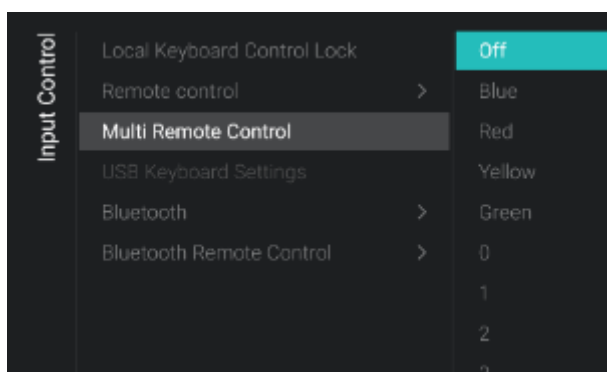 Input Control
Local Keyboard Control Lock
Remote control >
Multi Remote Control
USB Keyboard Settings
Bluetooth >
Bluetooth Remote Control >
Off
Blue
Red
Yellow
Green
0
1
2